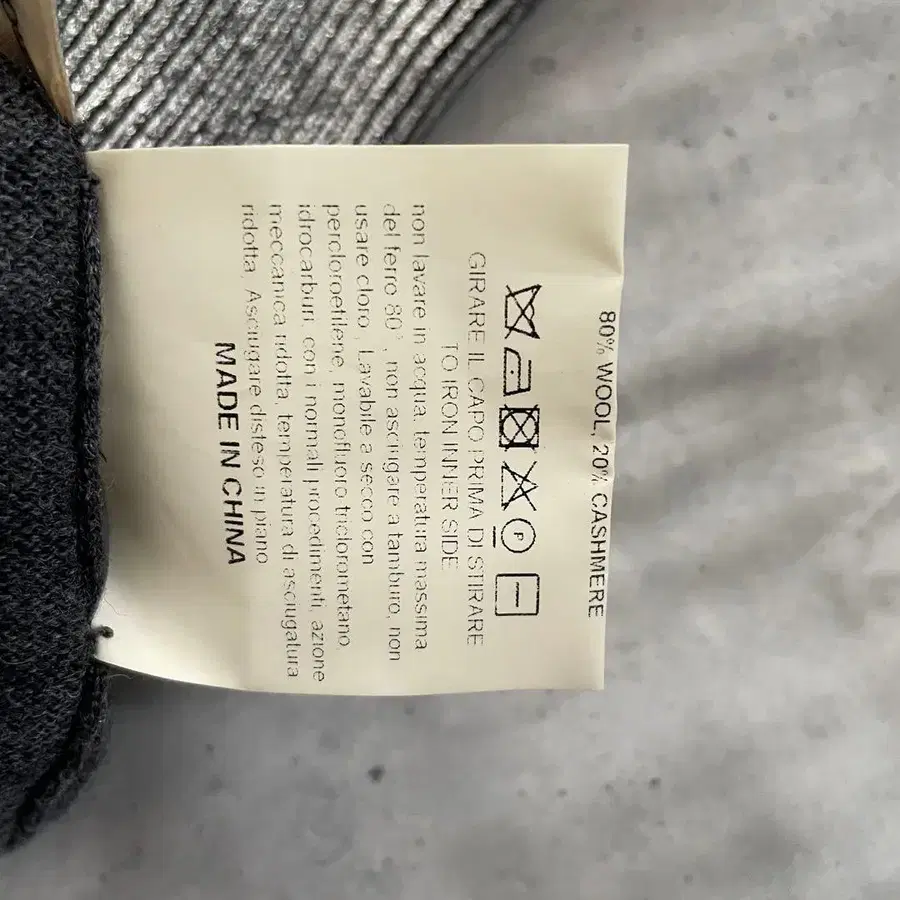 80% WOOL, 20% CASHMERE
P
GIRARE IL CAPO PRIMA DI STIRARE
TO IRON INNER SIDE
non lavare in acqua, temperatura massima
del ferro 80°, non asciugare a tamburo, non
usare cloro, Lavabile a secco con
percloroetilene, monofluoro triclorometano,
idrocarburi, con i normali procedimenti, azione
meccanica ridotta, temperatura di asciugatura
ridotta, Asciugare disteso in piano
MADE IN CHINA